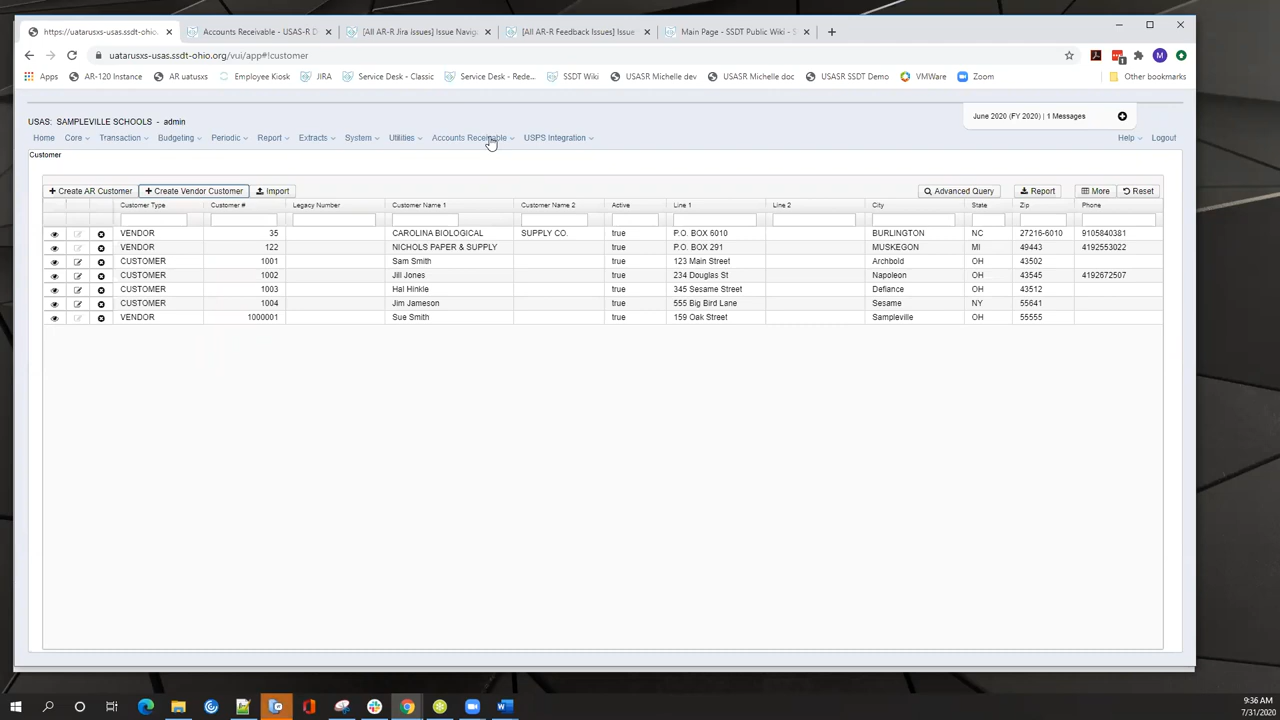 https://uatarusxs-usas.ssdt-ohio.
Accounts Receivable - USAS-R D
[All AR-R Jira Issues] Issue Navig
[All AR-R Feedback Issues] Issue
Main Page - SSDT Public Wiki - S
uatarusxs-usas.ssdt-ohio.org/vui/app#!customer
Apps AR-120 Instance AR uatusxs Employee Kiosk JIRA Service Desk - Classic Service Desk - Rede... SSDT Wiki USASR Michelle dev USASR Michelle doc USASR SSDT Demo VMWare Zoom Other bookmarks
USAS: SAMPLEVILLE SCHOOLS - admin
June 2020 (FY 2020) | 1 Messages
Home Core Transaction Budgeting Periodic Report Extracts System Utilities Accounts Receivable USPS Integration Help Logout
Customer
Create AR Customer Create Vendor Customer Import Advanced Query Report More Reset
Customer Type Customer # Legacy Number Customer Name 1 Customer Name 2 Active Line 1 Line 2 City State Zip Phone
VENDOR 35 CAROLINA BIOLOGICAL SUPPLY CO. true P.O. BOX 6010 BURLINGTON NC 27216-6010 9105840381
VENDOR 122 NICHOLS PAPER & SUPPLY true P.O. BOX 291 MUSKEGON MI 49443 4192553022
CUSTOMER 1001 Sam Smith true 123 Main Street Archbold OH 43502
CUSTOMER 1002 Jill Jones true 234 Douglas St Napoleon OH 43545 4192672507
CUSTOMER 1003 Hal Hinkle true 345 Sesame Street Defiance OH 43512
CUSTOMER 1004 Jim Jameson true 555 Big Bird Lane Sesame NY 55641
VENDOR 1000001 Sue Smith true 159 Oak Street Sampleville OH 55555
9:36 AM
7/31/2020